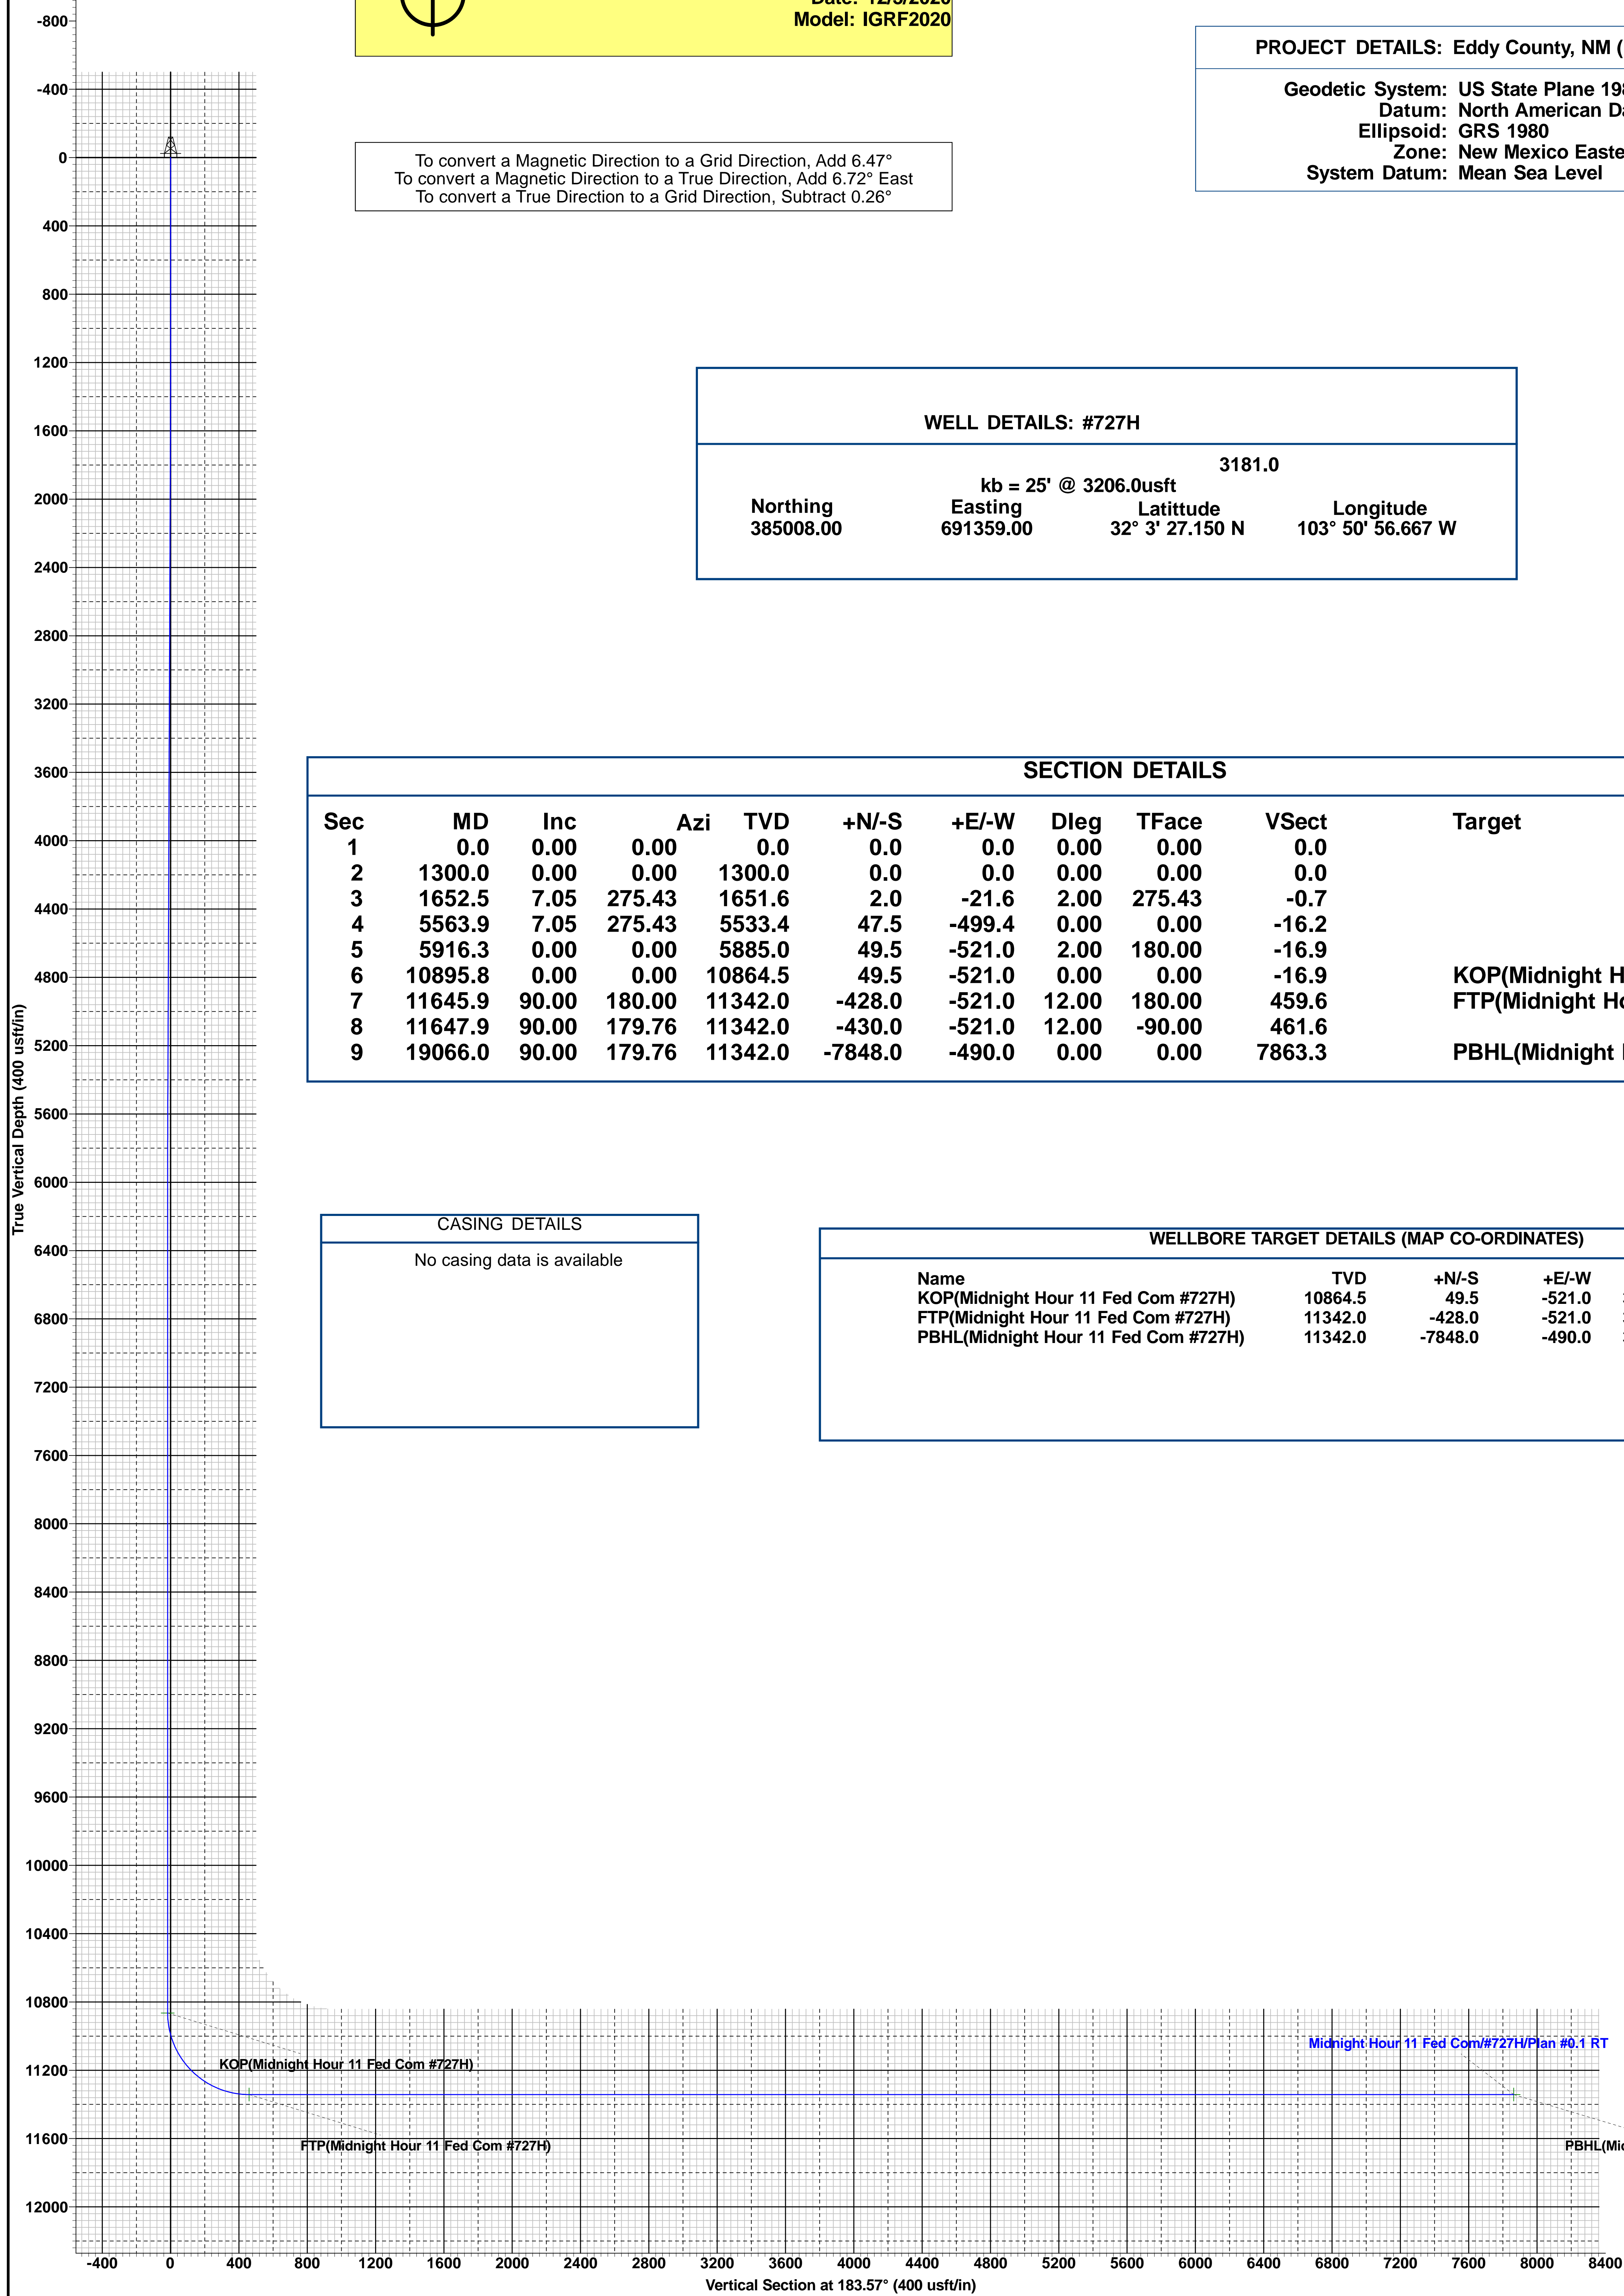 Date: 12/3/2020
Model: IGRF2020
PROJECT DETAILS: Eddy County, NM (
Geodetic System: US State Plane 198
Datum: North American Da
Ellipsoid: GRS 1980
Zone: New Mexico Easte
System Datum: Mean Sea Level
To convert a Magnetic Direction to a Grid Direction, Add 6.47°
To convert a Magnetic Direction to a True Direction, Add 6.72° East
To convert a True Direction to a Grid Direction, Subtract 0.26°
WELL DETAILS: #727H
3181.0
kb = 25' @ 3206.0usft
Northing Easting Latittude Longitude
385008.00 691359.00 32° 3' 27.150 N 103° 50' 56.667 W
SECTION DETAILS
Sec MD Inc Azi TVD +N/-S +E/-W Dleg TFace VSect Target
1 0.0 0.00 0.00 0.0 0.0 0.0 0.00 0.00 0.0
2 1300.0 0.00 0.00 1300.0 0.0 0.0 0.00 0.00 0.0
3 1652.5 7.05 275.43 1651.6 2.0 -21.6 2.00 275.43 -0.7
4 5563.9 7.05 275.43 5533.4 47.5 -499.4 0.00 0.00 -16.2
5 5916.3 0.00 0.00 5885.0 49.5 -521.0 2.00 180.00 -16.9
6 10895.8 0.00 0.00 10864.5 49.5 -521.0 0.00 0.00 -16.9 KOP(Midnight H
7 11645.9 90.00 180.00 11342.0 -428.0 -521.0 12.00 180.00 459.6 FTP(Midnight Ho
8 11647.9 90.00 179.76 11342.0 -430.0 -521.0 12.00 -90.00 461.6
9 19066.0 90.00 179.76 11342.0 -7848.0 -490.0 0.00 0.00 7863.3 PBHL(Midnight
CASING DETAILS
No casing data is available
WELLBORE TARGET DETAILS (MAP CO-ORDINATES)
Name TVD +N/-S +E/-W
KOP(Midnight Hour 11 Fed Com #727H) 10864.5 49.5 -521.0
FTP(Midnight Hour 11 Fed Com #727H) 11342.0 -428.0 -521.0
PBHL(Midnight Hour 11 Fed Com #727H) 11342.0 -7848.0 -490.0
True Vertical Depth (400 usft/in)
-800
-400
0
400
800
1200
1600
2000
2400
2800
3200
3600
4000
4400
4800
5200
5600
6000
6400
6800
7200
7600
8000
8400
8800
9200
9600
10000
10400
10800
11200
11600
12000
Midnight Hour 11 Fed Com/#727H/Plan #0.1 RT
KOP(Midnight Hour 11 Fed Com #727H)
FTP(Midnight Hour 11 Fed Com #727H)
PBHL(Mid
-400 0 400 800 1200 1600 2000 2400 2800 3200 3600 4000 4400 4800 5200 5600 6000 6400 6800 7200 7600 8000 8400
Vertical Section at 183.57° (400 usft/in)